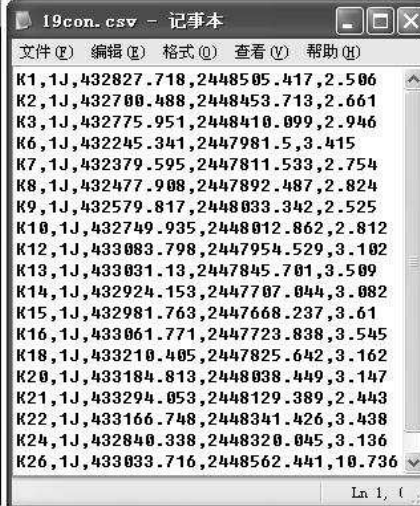 19con.csv - 记事本
文件(F) 编辑(E) 格式(O) 查看(V) 帮助(H)
K1,1J,432827.718,2448505.417,2.506
K2,1J,432700.488,2448453.713,2.661
K3,1J,432775.951,2448410.099,2.946
K6,1J,432245.341,2447981.5,3.415
K7,1J,432379.595,2447811.533,2.754
K8,1J,432477.908,2447892.487,2.824
K9,1J,432579.817,2448033.342,2.525
K10,1J,432749.935,2448012.862,2.812
K12,1J,433083.798,2447954.529,3.102
K13,1J,433031.13,2447845.701,3.509
K14,1J,432924.153,2447707.044,3.082
K15,1J,432981.763,2447668.237,3.61
K16,1J,433061.771,2447723.838,3.545
K18,1J,433210.405,2447825.642,3.162
K20,1J,433184.813,2448038.449,3.147
K21,1J,433294.053,2448129.389,2.443
K22,1J,433166.748,2448341.426,3.438
K24,1J,432840.338,2448320.045,3.136
K26,1J,433033.716,2448562.441,10.736
Ln 1,